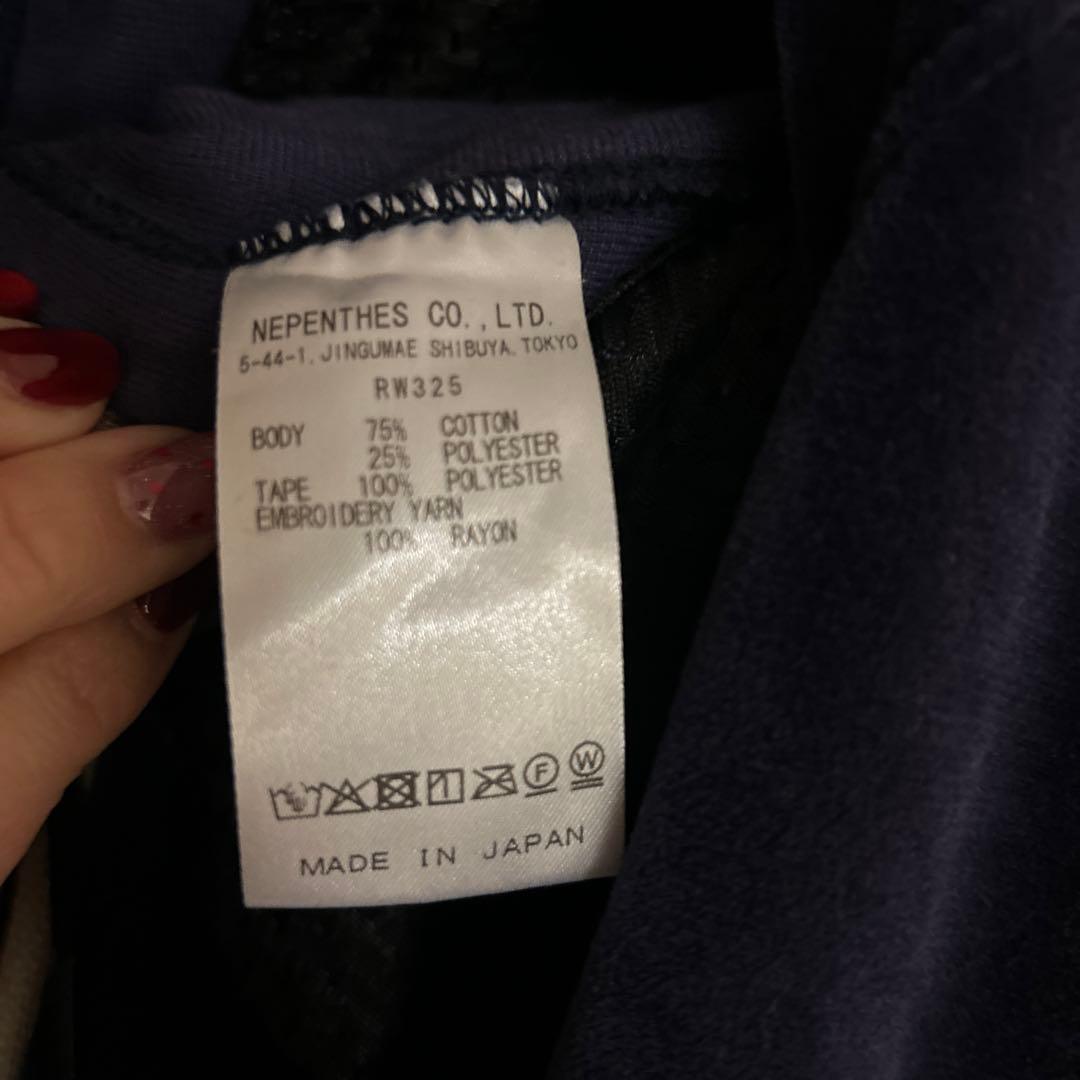 NEPENTHES CO.,LTD.
5-44-1, JINGUMAE SHIBUYA, TOKYO
RW325
BODY 75% COTTON
25% POLYESTER
TAPE 100% POLYESTER
EMBROIDERY YARN
100% RAYON
F W
MADE IN JAPAN